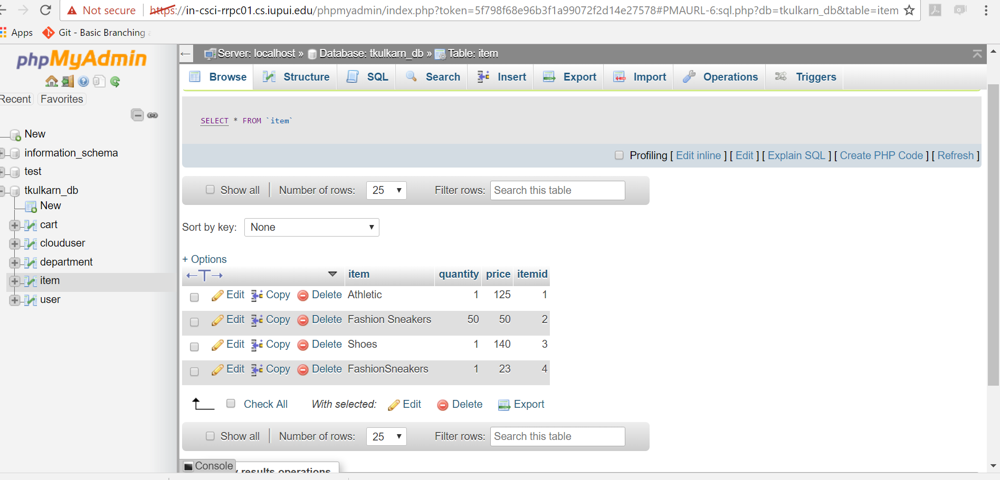 Not secure https://in-csci-rrpc01.cs.iupui.edu/phpmyadmin/index.php?token=5f798f68e96b3f1a99072f2d14e27578#PMAURL-6:sql.php?db=tkulkarn_db&table=item
Apps Git - Basic Branching
phpMyAdmin
Recent Favorites
New
information_schema
test
tkulkarn_db
New
cart
clouduser
department
item
user
Server: localhost » Database: tkulkarn_db » Table: item
Browse Structure SQL Search Insert Export Import Operations Triggers
SELECT * FROM `item`
Profiling [ Edit inline ] [ Edit ] [ Explain SQL ] [ Create PHP Code ] [ Refresh ]
Show all Number of rows: 25 Filter rows: Search this table
Sort by key: None
+ Options
←T→ item quantity price itemid
Edit Copy Delete Athletic 1 125 1
Edit Copy Delete Fashion Sneakers 50 50 2
Edit Copy Delete Shoes 1 140 3
Edit Copy Delete FashionSneakers 1 23 4
Check All With selected: Edit Delete Export
Show all Number of rows: 25 Filter rows: Search this table
Console results operations